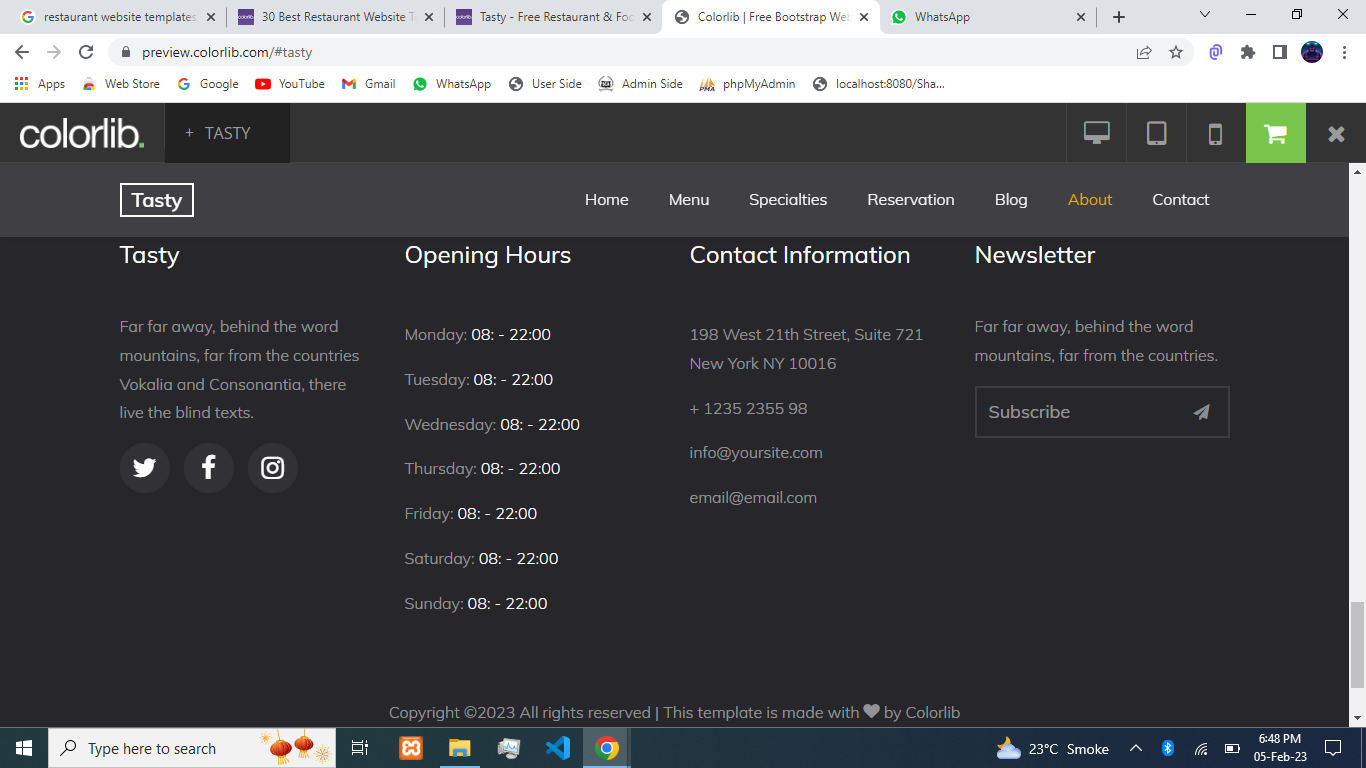 restaurant website templates
30 Best Restaurant Website T
Tasty - Free Restaurant & Foo
Colorlib | Free Bootstrap Web
WhatsApp
preview.colorlib.com/#tasty
Apps
Web Store
Google
YouTube
Gmail
WhatsApp
User Side
Admin Side
phpMyAdmin
localhost:8080/Sha...
colorlib.
+ TASTY
Tasty
Home
Menu
Specialties
Reservation
Blog
About
Contact
Tasty
Far far away, behind the word
mountains, far from the countries
Vokalia and Consonantia, there
live the blind texts.
Opening Hours
Monday: 08: - 22:00
Tuesday: 08: - 22:00
Wednesday: 08: - 22:00
Thursday: 08: - 22:00
Friday: 08: - 22:00
Saturday: 08: - 22:00
Sunday: 08: - 22:00
Contact Information
198 West 21th Street, Suite 721
New York NY 10016
+ 1235 2355 98
info@yoursite.com
email@email.com
Newsletter
Far far away, behind the word
mountains, far from the countries.
Subscribe
Copyright ©2023 All rights reserved | This template is made with ♥ by Colorlib
Type here to search
23°C Smoke
6:48 PM
05-Feb-23